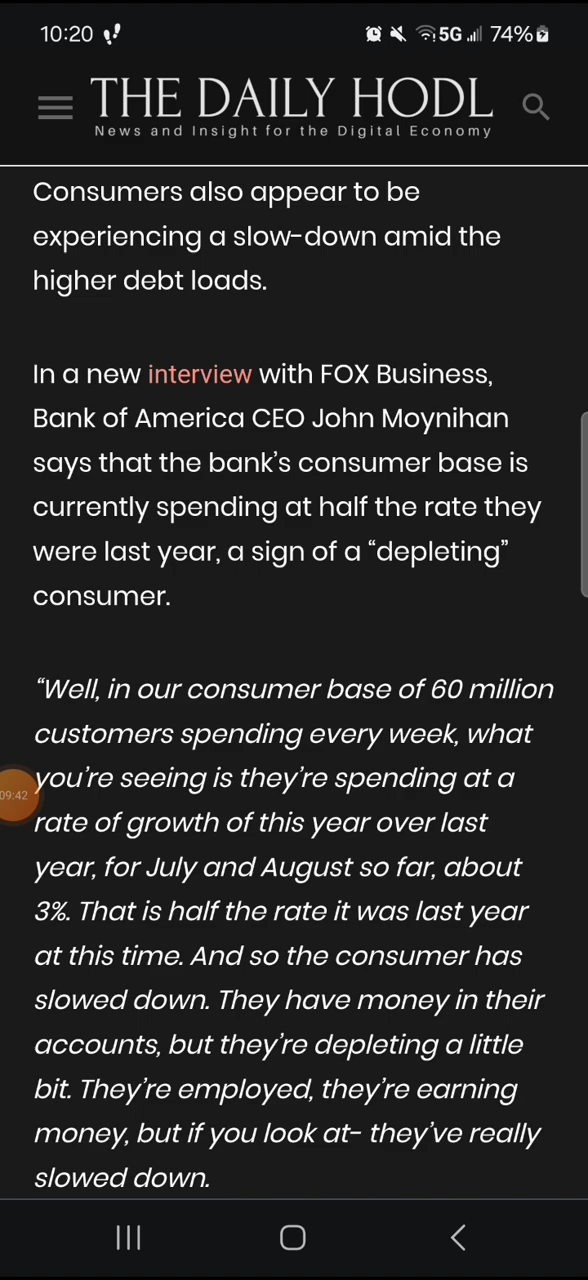 10:20
5G 74%
THE DAILY HODL
News and Insight for the Digital Economy
Consumers also appear to be
experiencing a slow-down amid the
higher debt loads.
In a new interview with FOX Business,
Bank of America CEO John Moynihan
says that the bank’s consumer base is
currently spending at half the rate they
were last year, a sign of a “depleting”
consumer.
“Well, in our consumer base of 60 million
customers spending every week, what
you’re seeing is they’re spending at a
09:42
rate of growth of this year over last
year, for July and August so far, about
3%. That is half the rate it was last year
at this time. And so the consumer has
slowed down. They have money in their
accounts, but they’re depleting a little
bit. They’re employed, they’re earning
money, but if you look at– they’ve really
slowed down.